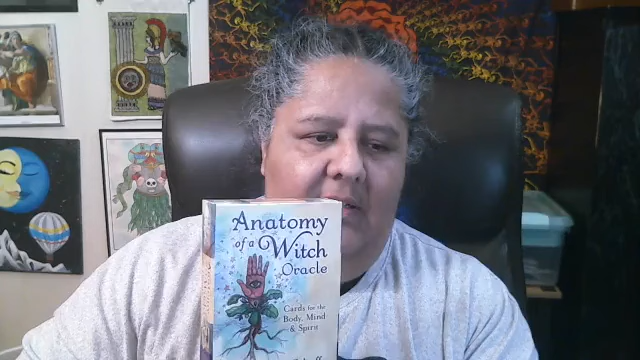 Anatomy
of a Witch
Oracle
Cards for the
Body, Mind
& Spirit